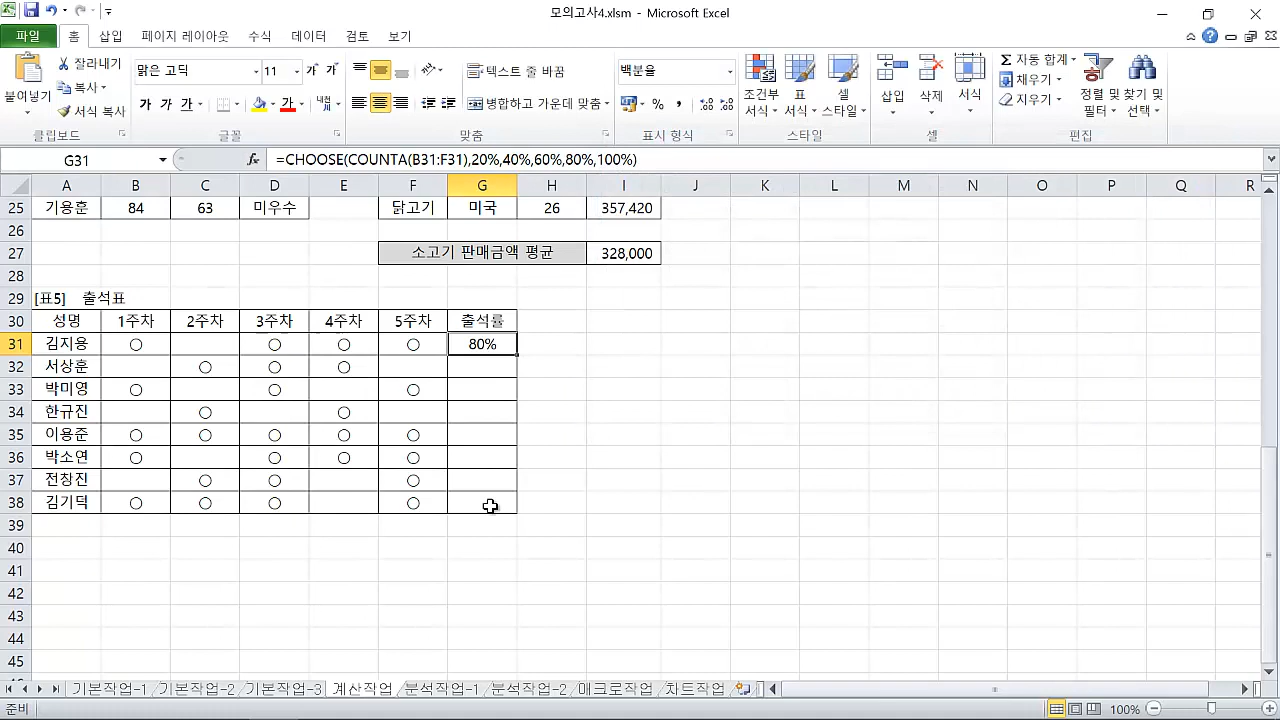 모의고사4.xlsm - Microsoft Excel
파일 홈 삽입 페이지 레이아웃 수식 데이터 검토 보기
붙여넣기 잘라내기 복사 서식 복사 클립보드
맑은 고딕 11 가 가 가 가 가 가 글꼴
텍스트 줄 바꿈 병합하고 가운데 맞춤 맞춤
백분율 % , 표시 형식
조건부 서식 표 서식 셀 스타일 스타일
삽입 삭제 서식 셀
Σ 자동 합계 채우기 지우기 정렬 및 필터 찾기 및 선택 편집
G31 fx =CHOOSE(COUNTA(B31:F31),20%,40%,60%,80%,100%)
A B C D E F G H I J K L M N O P Q R
25 기용훈 84 63 미우수 닭고기 미국 26 357,420
26
27 소고기 판매금액 평균 328,000
28
29 [표5] 출석표
30 성명 1주차 2주차 3주차 4주차 5주차 출석률
31 김지용 ○ ○ ○ ○ 80%
32 서상훈 ○ ○ ○
33 박미영 ○ ○ ○
34 한규진 ○ ○
35 이용준 ○ ○ ○ ○ ○
36 박소연 ○ ○ ○ ○
37 전창진 ○ ○ ○
38 김기덕 ○ ○ ○ ○
39
40
41
42
43
44
45
기본작업-1 기본작업-2 기본작업-3 계산작업 분석작업-1 분석작업-2 매크로작업 차트작업
준비 100%